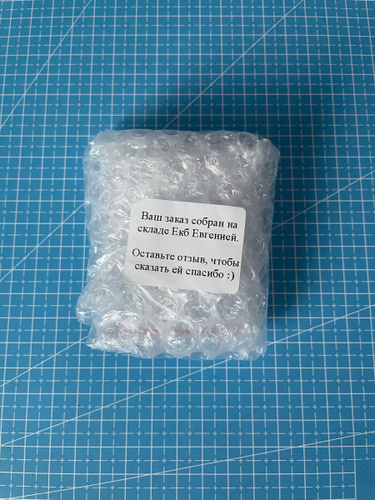 Ваш заказ собран на
складе Екб Евгенией.
Оставьте отзыв, чтобы
сказать ей спасибо :)